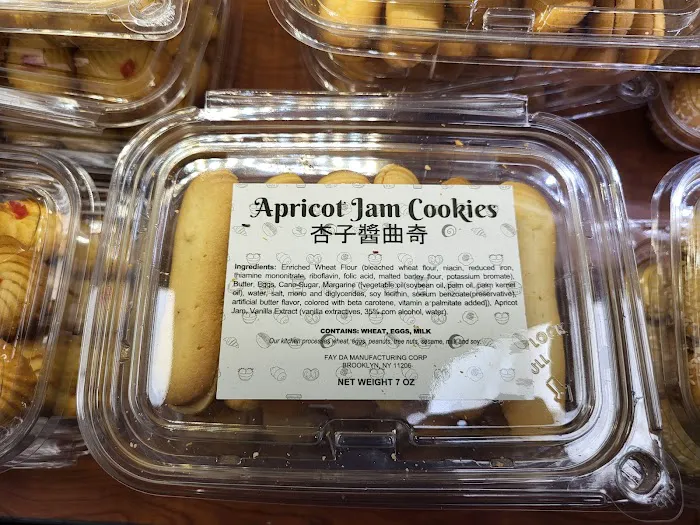 Apricot Jam Cookies
杏子醬曲奇
Ingredients: Enriched Wheat Flour (bleached wheat flour, niacin, reduced iron,
thiamine mononitrate, riboflavin, folic acid, malted barley flour, potassium bromate),
Butter, Eggs, Cane Sugar, Margarine ([vegetable oil(soybean oil, palm oil, palm kernel
oil), water, salt, mono and diglycerides, soy lecithin, sodium benzoate(preservative),
artificial butter flavor, colored with beta carotene, vitamin a palmitate added]), Apricot
Jam, Vanilla Extract (vanilla extractives, 35% corn alcohol, water)
CONTAINS: WHEAT, EGGS, MILK
Our kitchen processes wheat, eggs, peanuts, tree nuts, sesame, milk and soy.
FAY DA MANUFACTURING CORP
BROOKLYN, NY 11206
NET WEIGHT 7 OZ